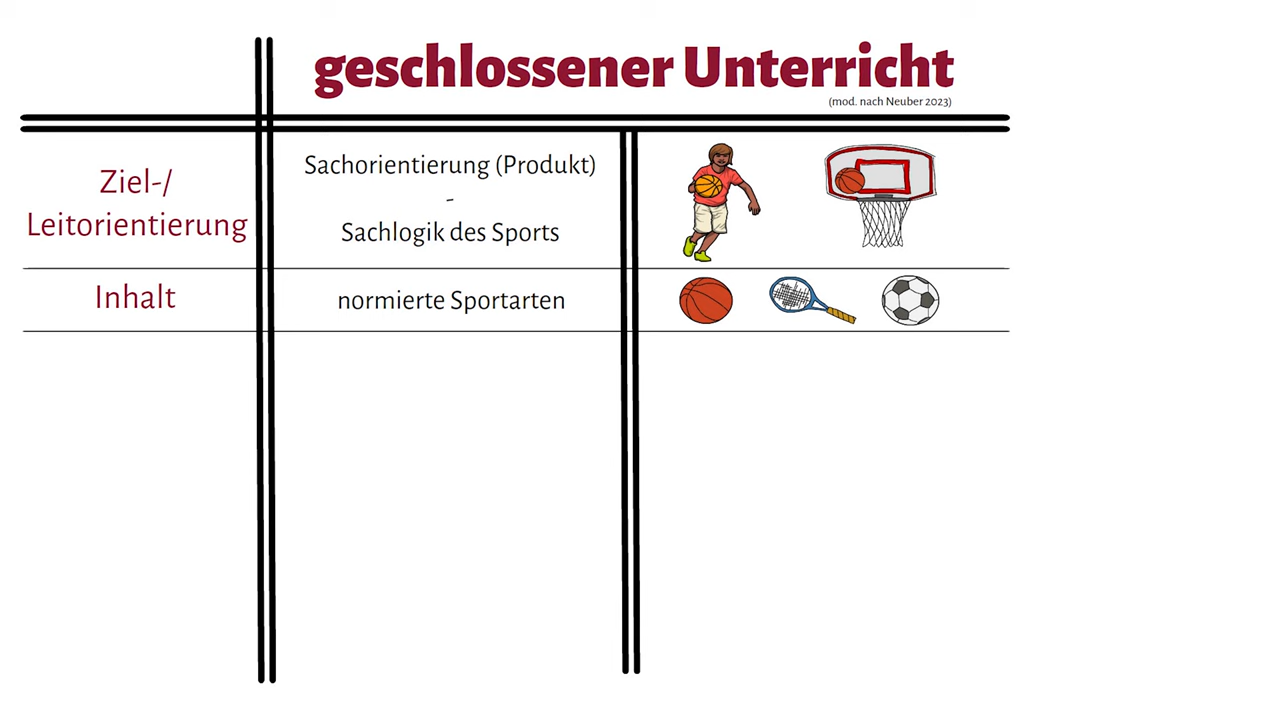 geschlossener Unterricht
(mod. nach Neuber 2023)
Ziel-/
Leitorientierung
Sachorientierung (Produkt)
-
Sachlogik des Sports
Inhalt
normierte Sportarten